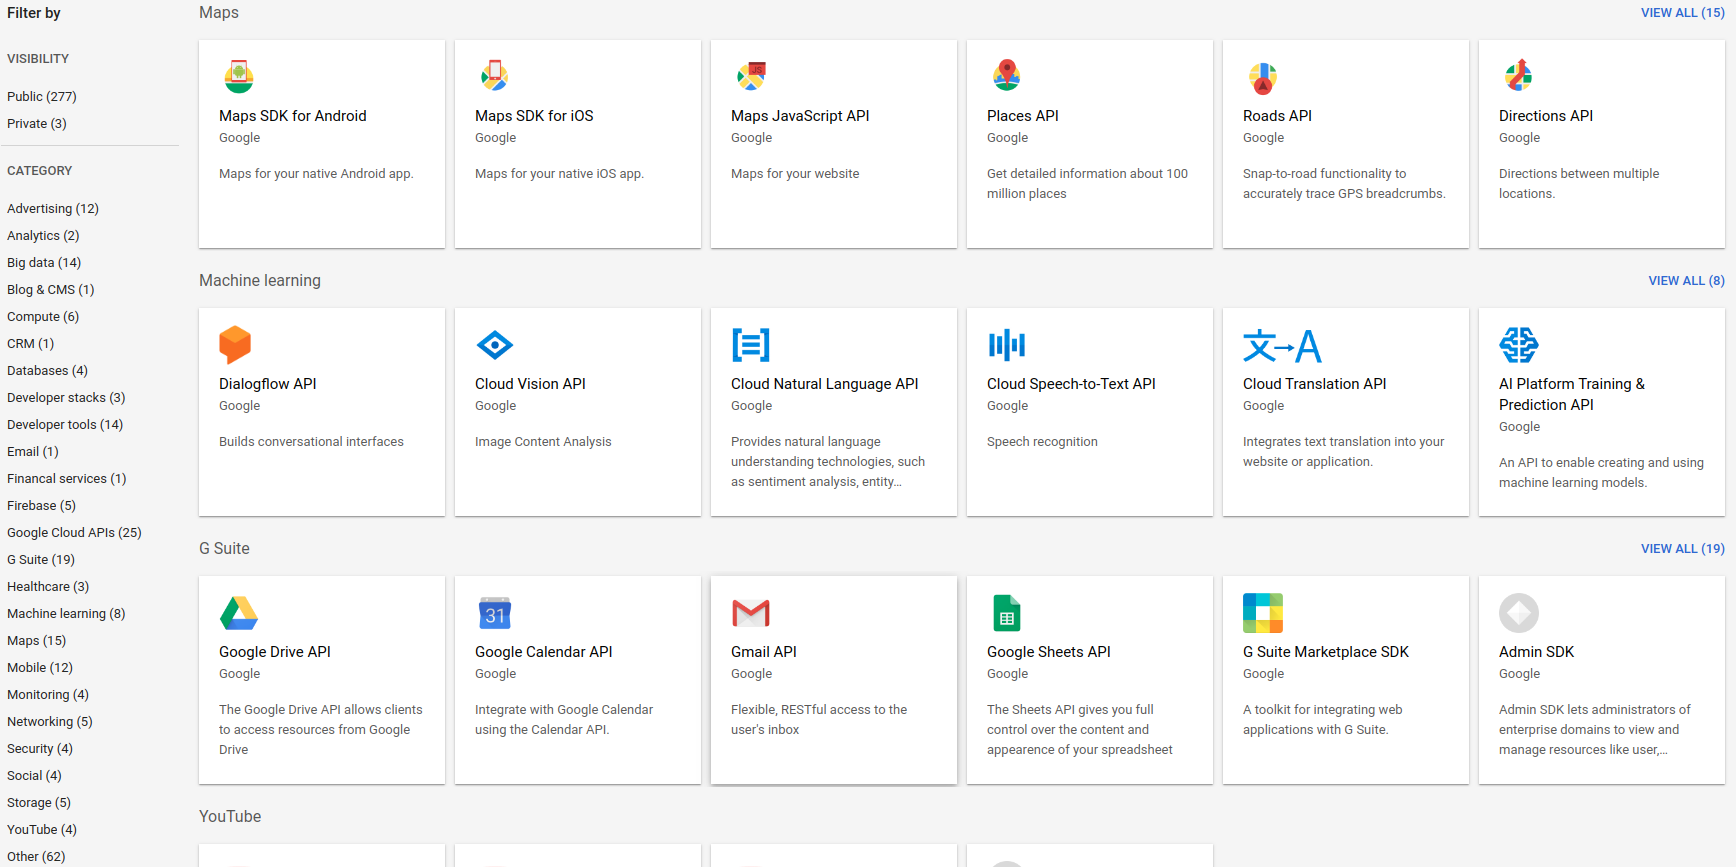 Filter by
VISIBILITY
Public (277)
Private (3)
CATEGORY
Advertising (12)
Analytics (2)
Big data (14)
Blog & CMS (1)
Compute (6)
CRM (1)
Databases (4)
Developer stacks (3)
Developer tools (14)
Email (1)
Financal services (1)
Firebase (5)
Google Cloud APIs (25)
G Suite (19)
Healthcare (3)
Machine learning (8)
Maps (15)
Mobile (12)
Monitoring (4)
Networking (5)
Security (4)
Social (4)
Storage (5)
YouTube (4)
Other (62)
Maps
VIEW ALL (15)
Maps SDK for Android
Google
Maps for your native Android app.
Maps SDK for iOS
Google
Maps for your native iOS app.
JS
Maps JavaScript API
Google
Maps for your website
Places API
Google
Get detailed information about 100
million places
Roads API
Google
Snap-to-road functionality to
accurately trace GPS breadcrumbs.
Directions API
Google
Directions between multiple
locations.
Machine learning
VIEW ALL (8)
Dialogflow API
Google
Builds conversational interfaces
Cloud Vision API
Google
Image Content Analysis
Cloud Natural Language API
Google
Provides natural language
understanding technologies, such
as sentiment analysis, entity...
Cloud Speech-to-Text API
Google
Speech recognition
文→A
Cloud Translation API
Google
Integrates text translation into your
website or application.
AI Platform Training &
Prediction API
Google
An API to enable creating and using
machine learning models.
G Suite
VIEW ALL (19)
Google Drive API
Google
The Google Drive API allows clients
to access resources from Google
Drive
31
Google Calendar API
Google
Integrate with Google Calendar
using the Calendar API.
Gmail API
Google
Flexible, RESTful access to the
user's inbox
Google Sheets API
Google
The Sheets API gives you full
control over the content and
appearence of your spreadsheet
G Suite Marketplace SDK
Google
A toolkit for integrating web
applications with G Suite.
Admin SDK
Google
Admin SDK lets administrators of
enterprise domains to view and
manage resources like user,...
YouTube